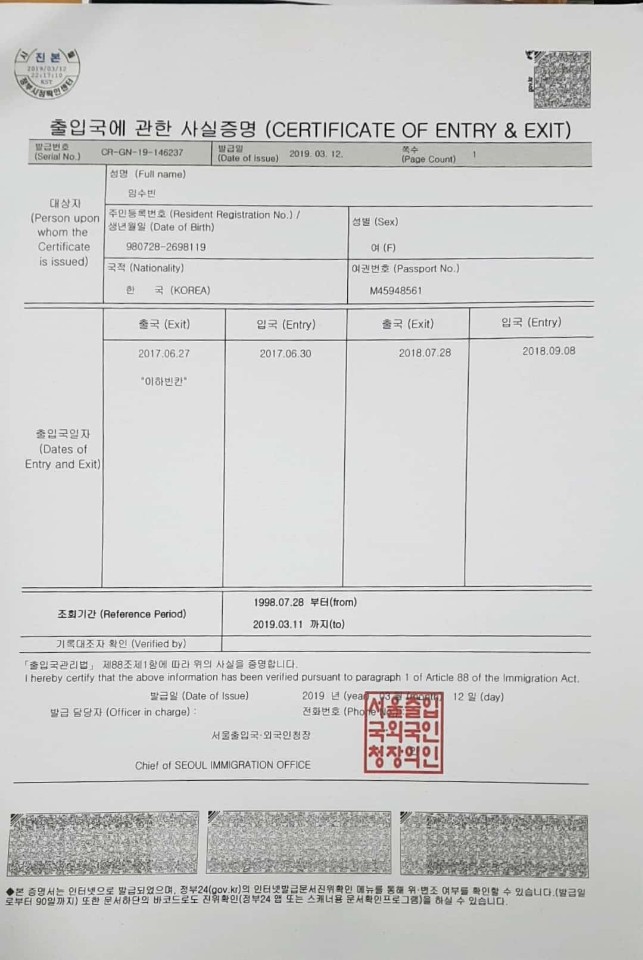 시 진본 필
2019/03/12
22:17:10
KST
정부시점확인센터
gov.kr
출입국에 관한 사실증명 (CERTIFICATE OF ENTRY & EXIT)
발급번호 (Serial No.) CR-GN-19-146237 발급일 (Date of Issue) 2019. 03. 12. 쪽수 (Page Count) 1
대상자 (Person upon whom the Certificate is issued)
성명 (Full name)
임수빈
주민등록번호 (Resident Registration No.) / 생년월일 (Date of Birth)
980728-2698119
성별 (Sex)
여 (F)
국적 (Nationality)
한 국 (KOREA)
여권번호 (Passport No.)
M45948561
출입국일자 (Dates of Entry and Exit)
출국 (Exit) 입국 (Entry) 출국 (Exit) 입국 (Entry)
2017.06.27 2017.06.30 2018.07.28 2018.09.08
"이하빈칸"
조회기간 (Reference Period)
1998.07.28 부터(from)
2019.03.11 까지(to)
기록대조자 확인 (Verified by)
「출입국관리법」 제88조제1항에 따라 위의 사실을 증명합니다.
I hereby certify that the above information has been verified pursuant to paragraph 1 of Article 88 of the Immigration Act.
발급일 (Date of Issue) 2019 년 (year) 03 월 (month) 12 일 (day)
발급 담당자 (Officer in charge) : 전화번호 (Phone No.)
서울출입국·외국인청장
Chief of SEOUL IMMIGRATION OFFICE
서울출입
국외국인
청장의인
◆본 증명서는 인터넷으로 발급되었으며, 정부24(gov.kr)의 인터넷발급문서진위확인 메뉴를 통해 위·변조 여부를 확인할 수 있습니다.(발급일
로부터 90일까지) 또한 문서하단의 바코드로도 진위확인(정부24 앱 또는 스캐너용 문서확인프로그램)을 하실 수 있습니다.